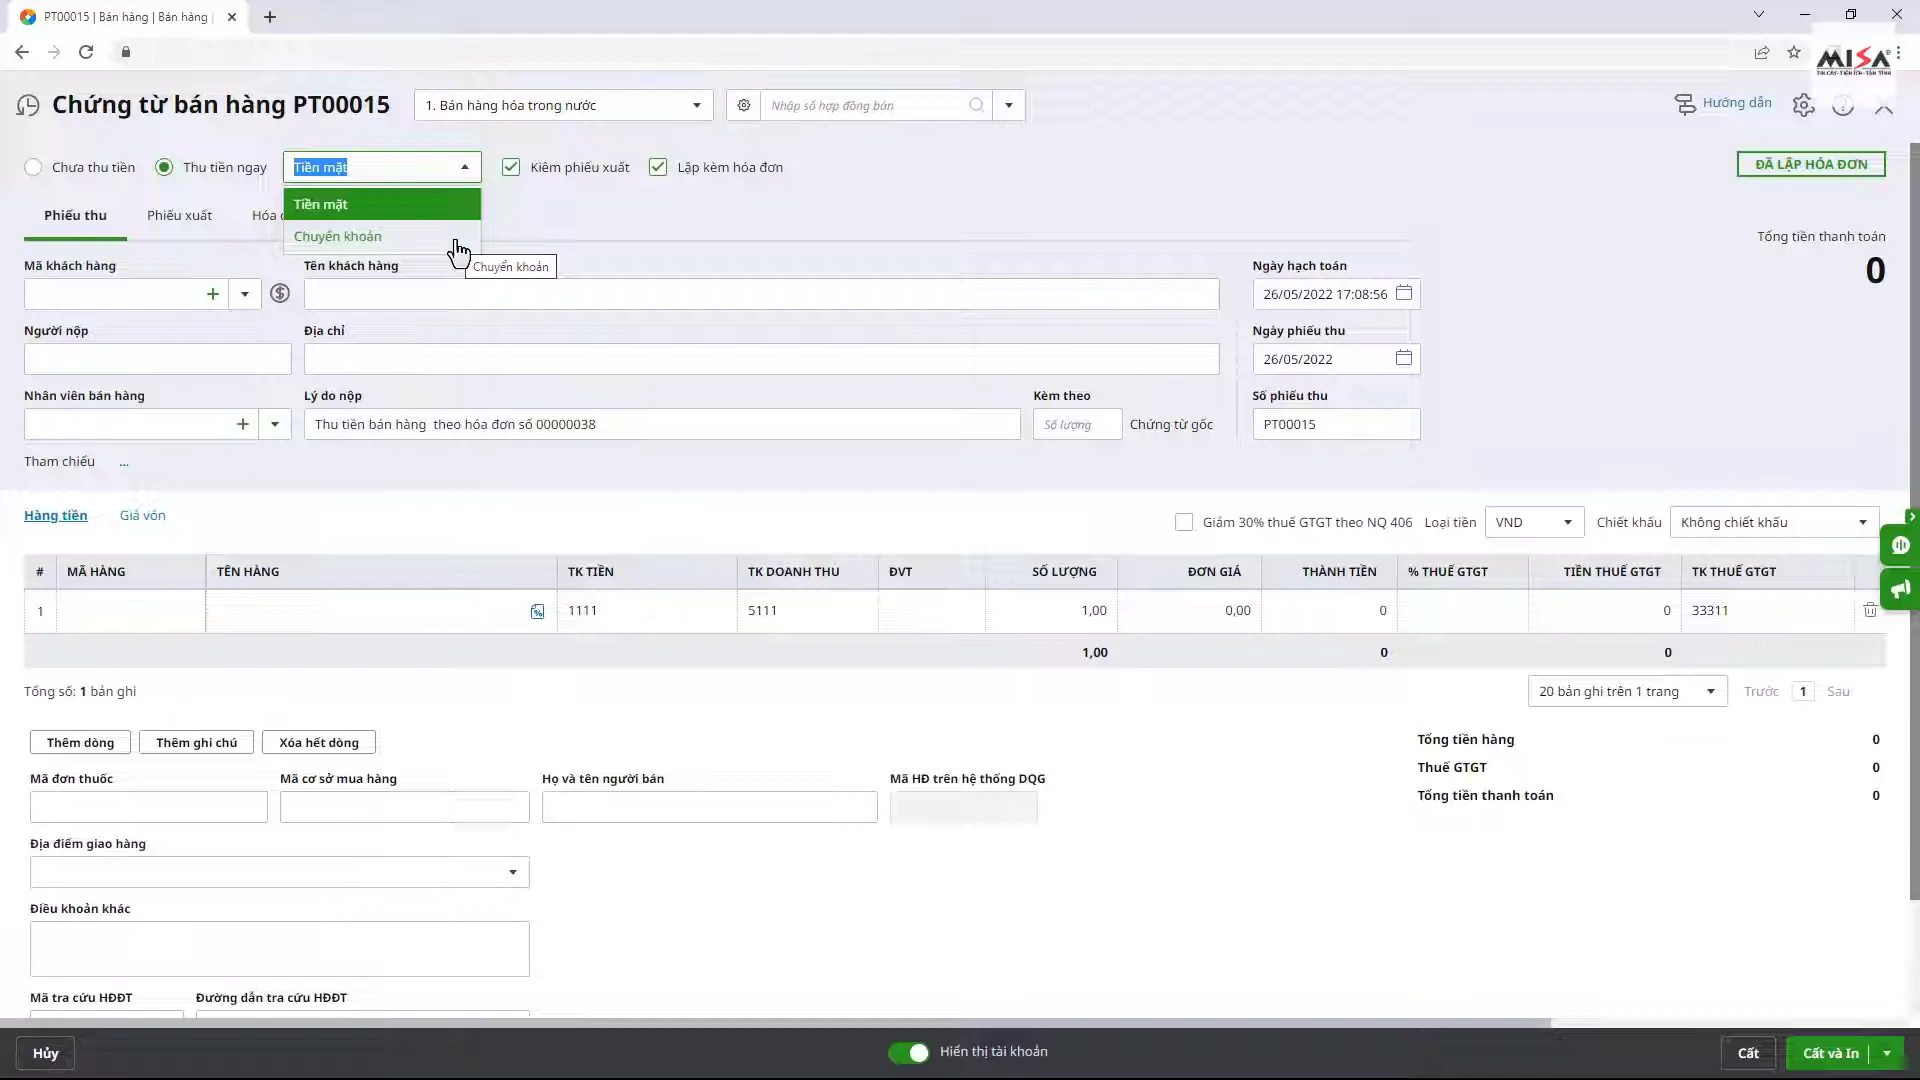 PT00015 | Bán hàng | Bán hàng
MISA
TIN CẬY - TIỆN ÍCH - TẬN TÌNH
Chứng từ bán hàng PT00015
1. Bán hàng hóa trong nước
Nhập số hợp đồng bán
Hướng dẫn
Chưa thu tiền
Thu tiền ngay
Tiền mặt
Kiêm phiếu xuất
Lập kèm hóa đơn
ĐÃ LẬP HÓA ĐƠN
Tiền mặt
Chuyển khoản
Chuyển khoản
Phiếu thu
Phiếu xuất
Hóa
Tổng tiền thanh toán
0
Mã khách hàng
Tên khách hàng
Ngày hạch toán
26/05/2022 17:08:56
Người nộp
Địa chỉ
Ngày phiếu thu
26/05/2022
Nhân viên bán hàng
Lý do nộp
Kèm theo
Số phiếu thu
Thu tiền bán hàng  theo hóa đơn số 00000038
Số lượng
Chứng từ gốc
PT00015
Tham chiếu ...
Hàng tiền
Giá vốn
Giảm 30% thuế GTGT theo NQ 406
Loại tiền
VND
Chiết khấu
Không chiết khấu
# MÃ HÀNG TÊN HÀNG TK TIỀN TK DOANH THU ĐVT SỐ LƯỢNG ĐƠN GIÁ THÀNH TIỀN % THUẾ GTGT TIỀN THUẾ GTGT TK THUẾ GTGT
1 1111 5111 1,00 0,00 0 0 33311
1,00 0 0
Tổng số: 1 bản ghi
20 bản ghi trên 1 trang
Trước 1 Sau
Thêm dòng
Thêm ghi chú
Xóa hết dòng
Tổng tiền hàng 0
Thuế GTGT 0
Tổng tiền thanh toán 0
Mã đơn thuốc
Mã cơ sở mua hàng
Họ và tên người bán
Mã HĐ trên hệ thống DQG
Địa điểm giao hàng
Điều khoản khác
Mã tra cứu HĐĐT
Đường dẫn tra cứu HĐĐT
Hủy
Hiển thị tài khoản
Cất
Cất và In